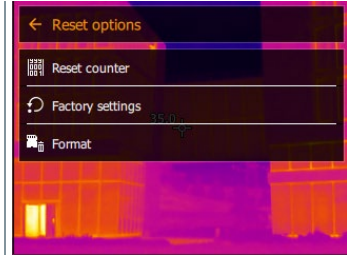 Reset options
Reset counter
Factory settings
35.0
Format